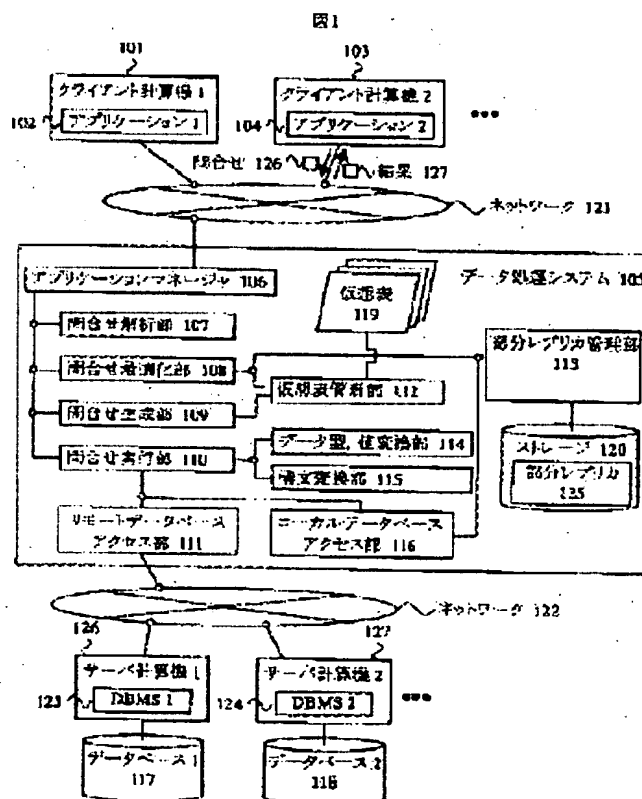 図1
101
103
クライアント計算機 1
クライアント計算機 2
102
アプリケーション 1
104
アプリケーション 2
問合せ 126
結果 127
ネットワーク 121
アプリケーションマネージャ 106
データ処理システム 105
仮想表
119
問合せ解析部 107
問合せ最適化部 108
仮想表管理部 112
部分レプリカ管理部
113
問合せ生成部 109
問合せ実行部 110
データ型, 値変換部 114
構文変換部 115
ストレージ 120
部分レプリカ
125
リモートデータベース
アクセス部 111
ローカルデータベース
アクセス部 116
ネットワーク 122
126
127
サーバ計算機 1
サーバ計算機 2
123
DBMS 1
124
DBMS 2
データベース 1
117
データベース 2
118